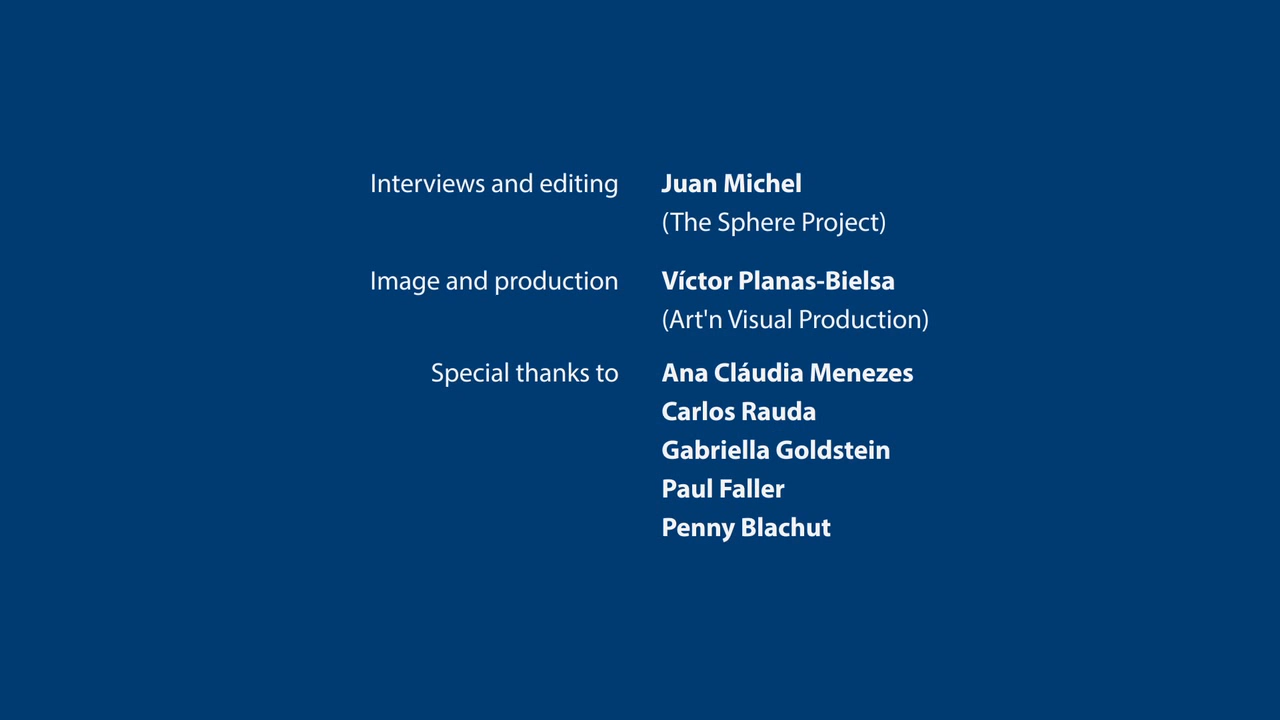 Interviews and editing Juan Michel
(The Sphere Project)
Image and production Víctor Planas-Bielsa
(Art'n Visual Production)
Special thanks to Ana Cláudia Menezes
Carlos Rauda
Gabriella Goldstein
Paul Faller
Penny Blachut